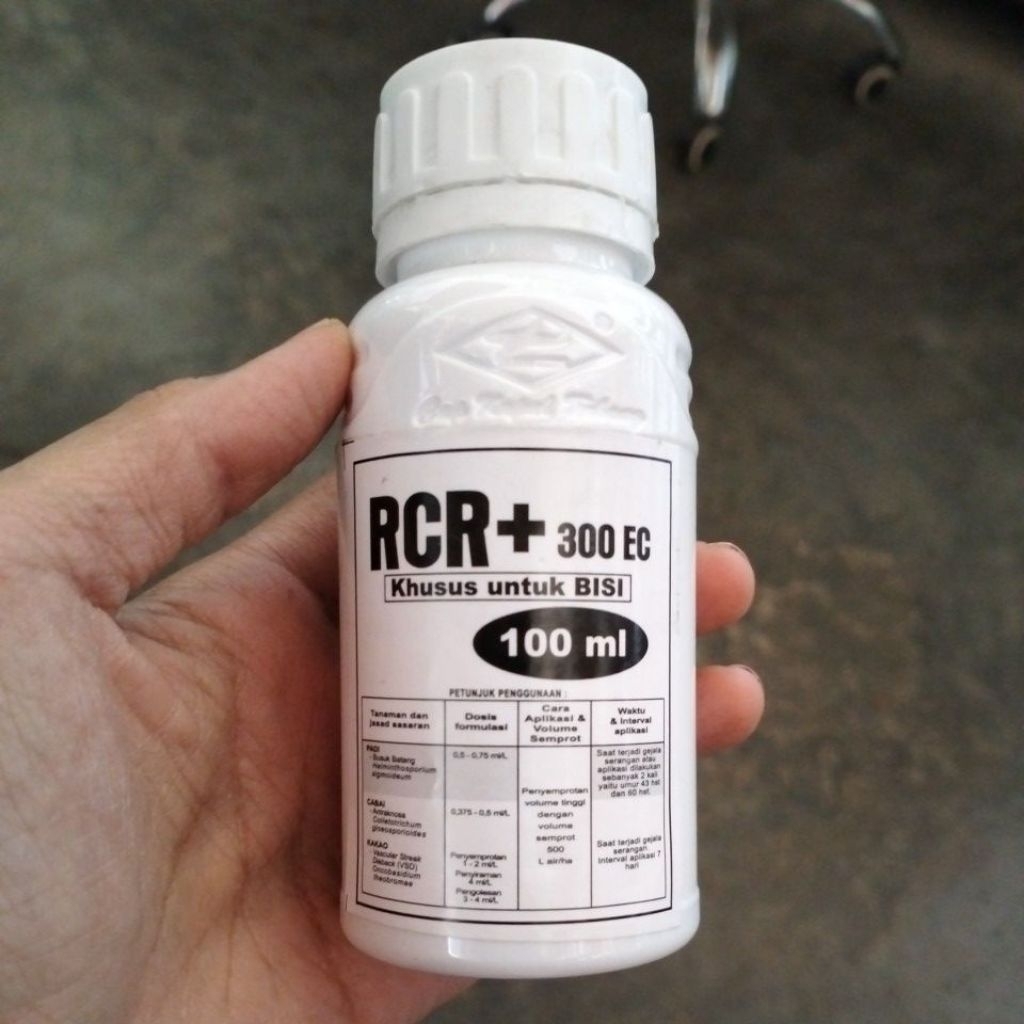 RCR+ 300 EC
Khusus untuk BISI
100 ml
PETUNJUK PENGGUNAAN :
Tanaman dan
jasad sasaran
Dosis
formulasi
Cara
Aplikasi &
Volume
Semprot
Waktu
& Interval
aplikasi
PADI
- Busuk Batang
Helminthosporium
sigmoideum
0,5 - 0,75 ml/L
Penyemprotan
volume tinggi
dengan
volume
semprot
500
L air/ha
Saat terjadi gejala
serangan atau
aplikasi dilakukan
sebanyak 2 kali
yaitu umur 43 hst
dan 60 hst.
CABAI
- Antraknosa
Colletotrichum
gloeosporioides
0,375 - 0,5 ml/L
Saat terjadi gejala
serangan.
Interval aplikasi 7
hari
KAKAO
- Vascular Streak
Dieback (VSD)
Oncobasidium
theobromae
Penyemprotan
1 - 2 ml/L
Penyiraman
4 ml/L
Pengolesan
3 - 4 ml/L